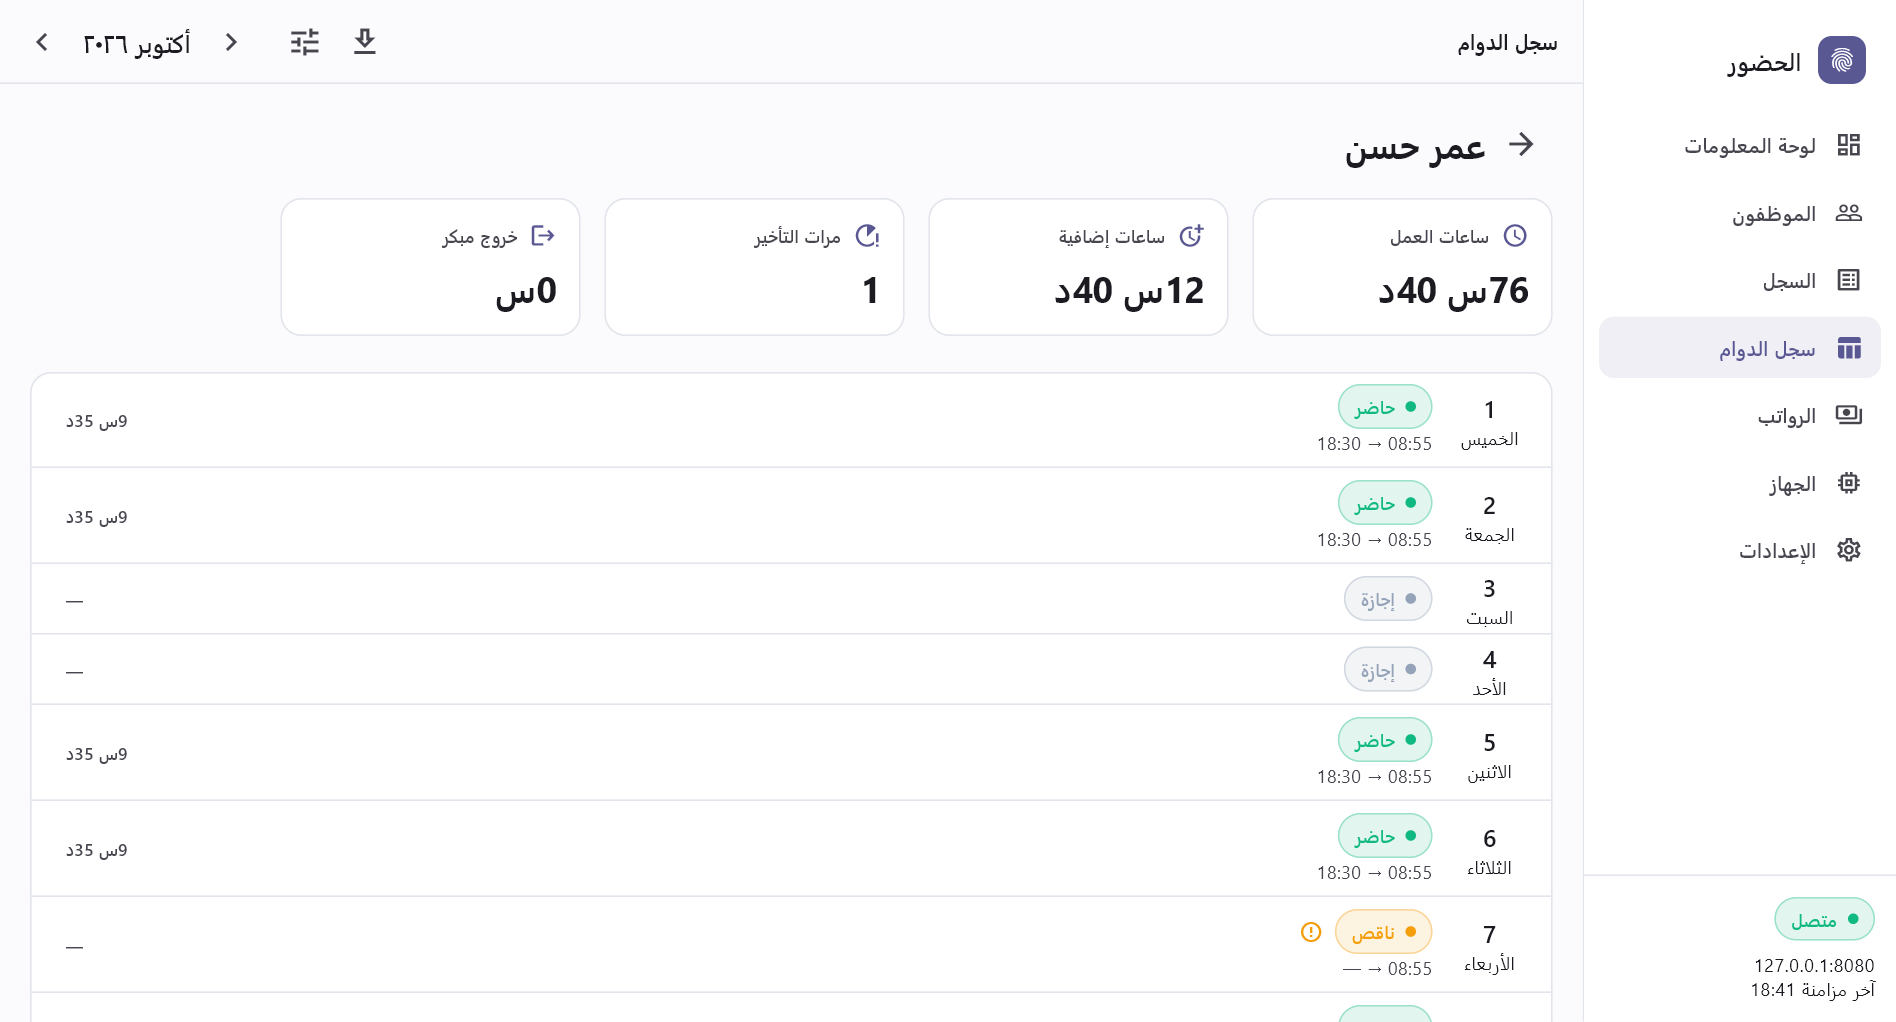 الحضور
لوحة المعلومات
الموظفون
السجل
سجل الدوام
الرواتب
الجهاز
الإعدادات
متصل
127.0.0.1:8080
آخر مزامنة 18:41
سجل الدوام
أكتوبر ٢٠٢٦
عمر حسن
ساعات العمل
76س 40د
ساعات إضافية
12س 40د
مرات التأخير
1
خروج مبكر
0س
1
الخميس
حاضر
08:55 → 18:30
9س 35د
2
الجمعة
حاضر
08:55 → 18:30
9س 35د
3
السبت
إجازة
—
4
الأحد
إجازة
—
5
الاثنين
حاضر
08:55 → 18:30
9س 35د
6
الثلاثاء
حاضر
08:55 → 18:30
9س 35د
7
الأربعاء
ناقص
08:55 → —
—